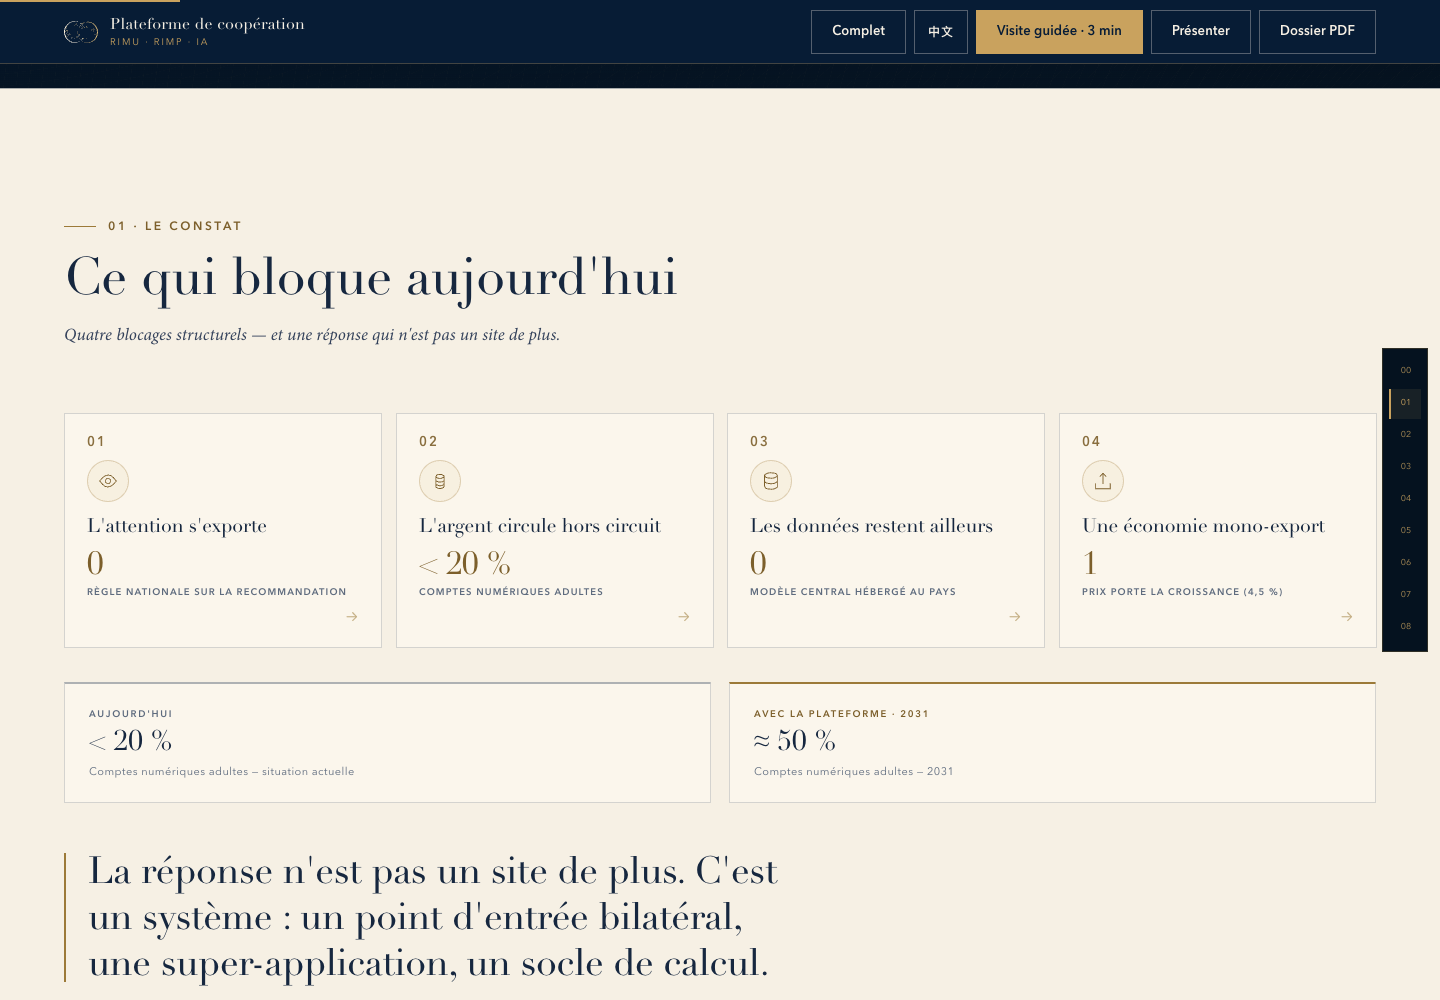 Plateforme de coopération
RIMU · RIMP · IA
Complet
中文
Visite guidée · 3 min
Présenter
Dossier PDF
01 · LE CONSTAT
Ce qui bloque aujourd'hui
Quatre blocages structurels — et une réponse qui n'est pas un site de plus.
01
L'attention s'exporte
0
RÈGLE NATIONALE SUR LA RECOMMANDATION
→
02
L'argent circule hors circuit
< 20 %
COMPTES NUMÉRIQUES ADULTES
→
03
Les données restent ailleurs
0
MODÈLE CENTRAL HÉBERGÉ AU PAYS
→
04
Une économie mono-export
1
PRIX PORTE LA CROISSANCE (4,5 %)
→
00
01
02
03
04
05
06
07
08
AUJOURD'HUI
< 20 %
Comptes numériques adultes – situation actuelle
AVEC LA PLATEFORME · 2031
≈ 50 %
Comptes numériques adultes – 2031
La réponse n'est pas un site de plus. C'est
un système : un point d'entrée bilatéral,
une super-application, un socle de calcul.